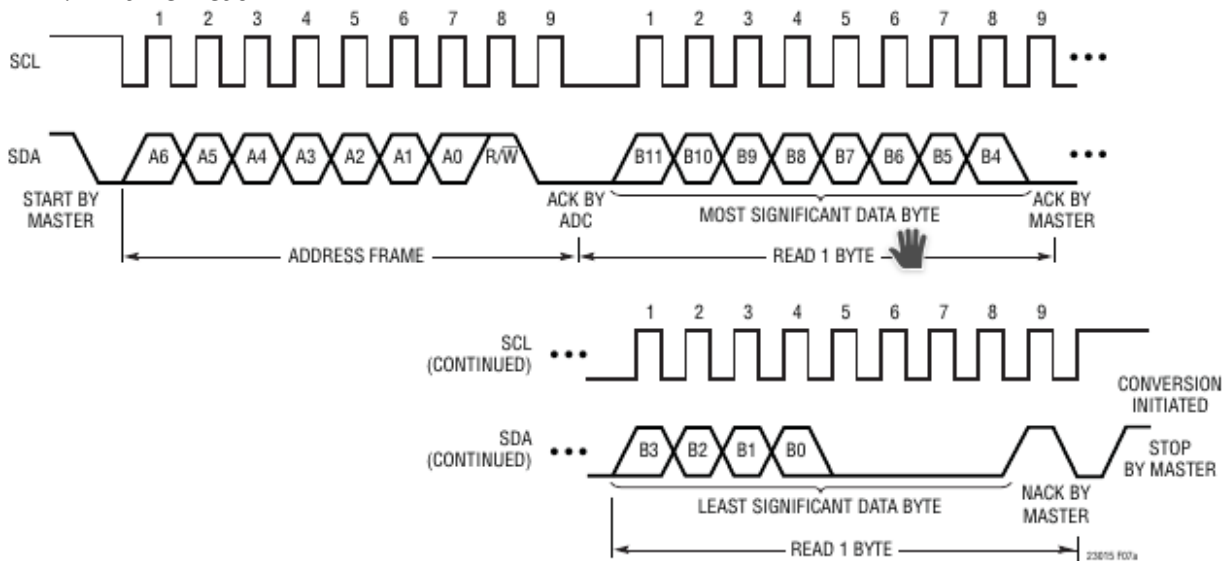 1 2 3 4 5 6 7 8 9 1 2 3 4 5 6 7 8 9
SCL
SDA A6 A5 A4 A3 A2 A1 A0 R/W̅ B11 B10 B9 B8 B7 B6 B5 B4
START BY MASTER
ACK BY ADC
MOST SIGNIFICANT DATA BYTE
ACK BY MASTER
ADDRESS FRAME
READ 1 BYTE
1 2 3 4 5 6 7 8 9
SCL
(CONTINUED)
CONVERSION
INITIATED
SDA
(CONTINUED)
B3 B2 B1 B0
STOP
BY MASTER
LEAST SIGNIFICANT DATA BYTE
NACK BY
MASTER
READ 1 BYTE
23015 F07a